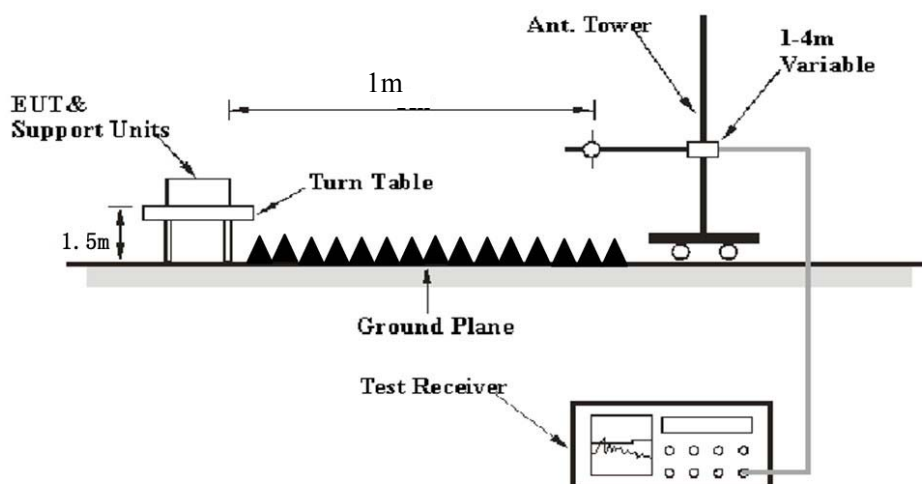 Ant. Tower
1-4m
Variable
1m
EUT&
Support Units
Turn Table
1.5m
Ground Plane
Test Receiver